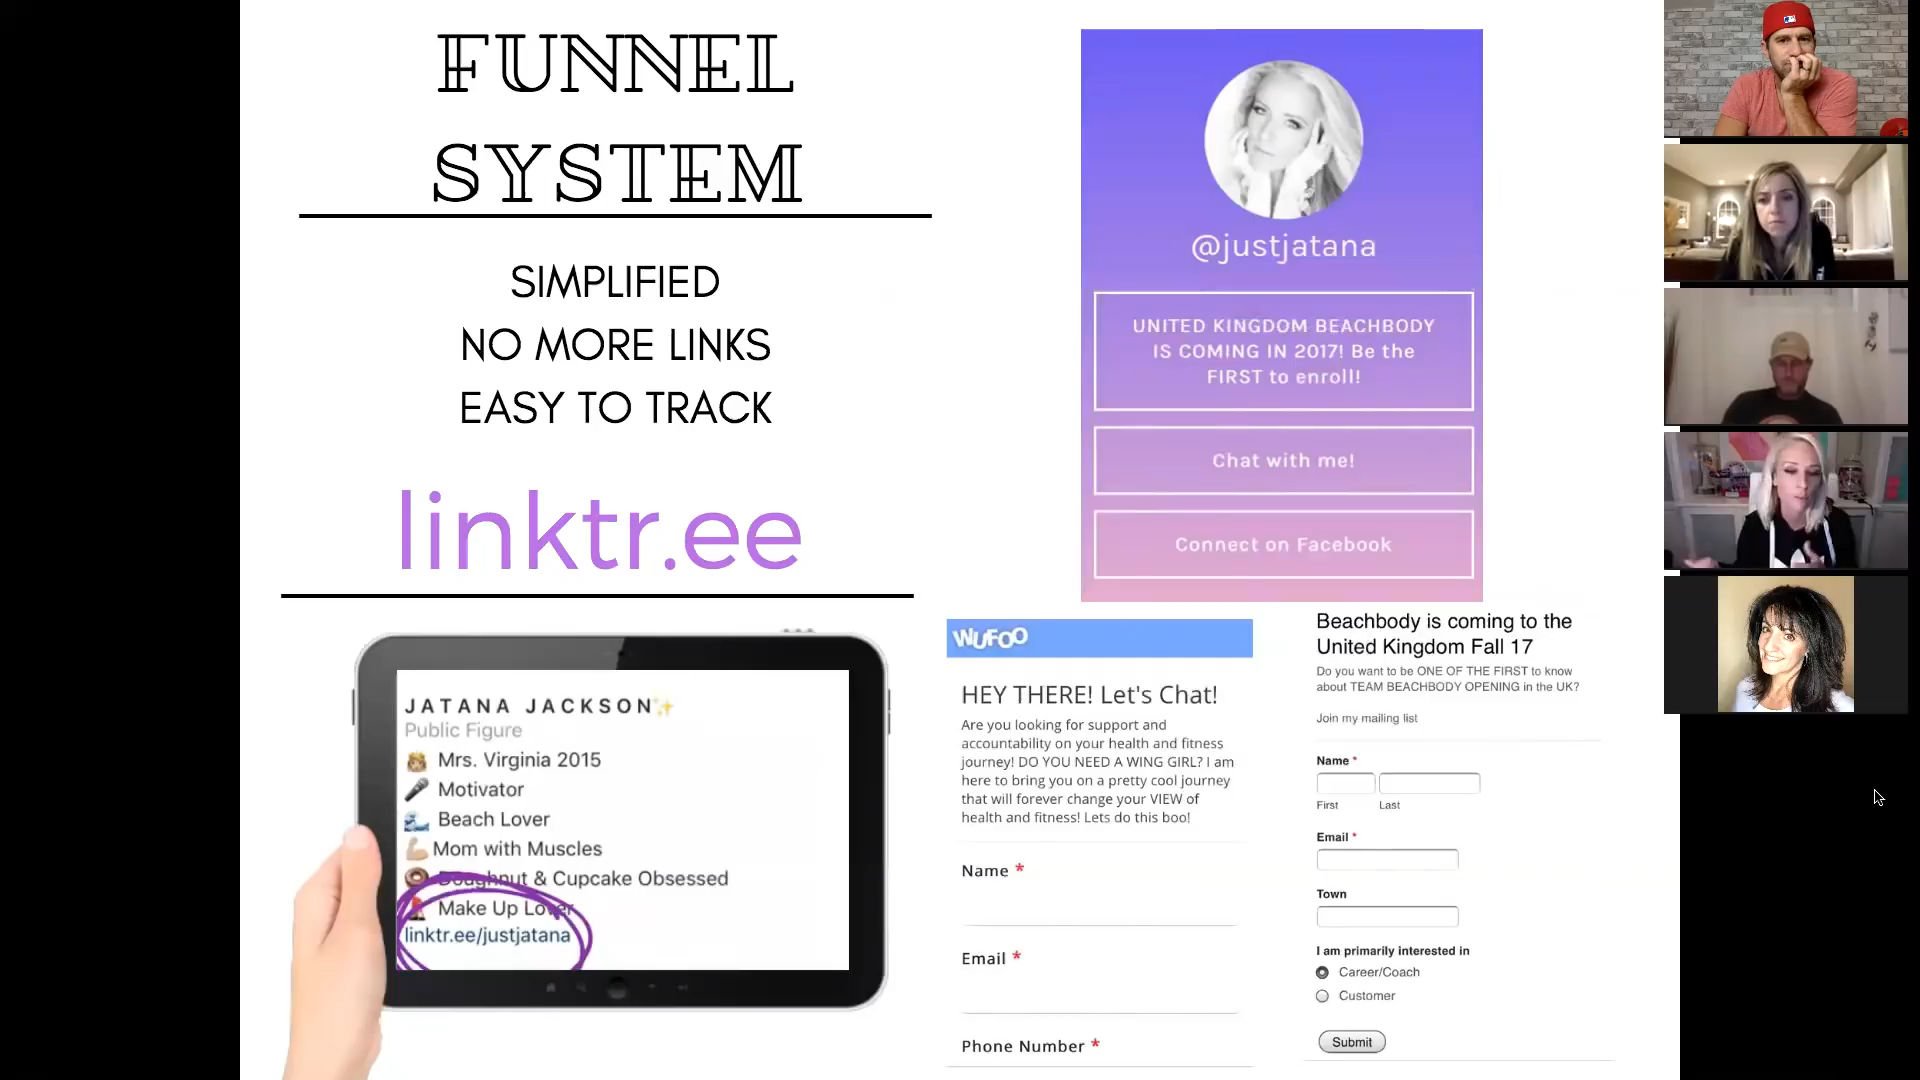 FUNNEL
SYSTEM
SIMPLIFIED
NO MORE LINKS
EASY TO TRACK
linktr.ee
JATANA JACKSON✨
Public Figure
Mrs. Virginia 2015
Motivator
Beach Lover
Mom with Muscles
Doughnut & Cupcake Obsessed
Make Up Lover
linktr.ee/justjatana
@justjatana
UNITED KINGDOM BEACHBODY
IS COMING IN 2017! Be the
FIRST to enroll!
Chat with me!
Connect on Facebook
WUFOO
HEY THERE! Let's Chat!
Are you looking for support and
accountability on your health and fitness
journey! DO YOU NEED A WING GIRL? I am
here to bring you on a pretty cool journey
that will forever change your VIEW of
health and fitness! Lets do this boo!
Name *
Email *
Phone Number *
Beachbody is coming to the
United Kingdom Fall 17
Do you want to be ONE OF THE FIRST to know
about TEAM BEACHBODY OPENING in the UK?
Join my mailing list
Name *
First Last
Email *
Town
I am primarily interested in
Career/Coach
Customer
Submit